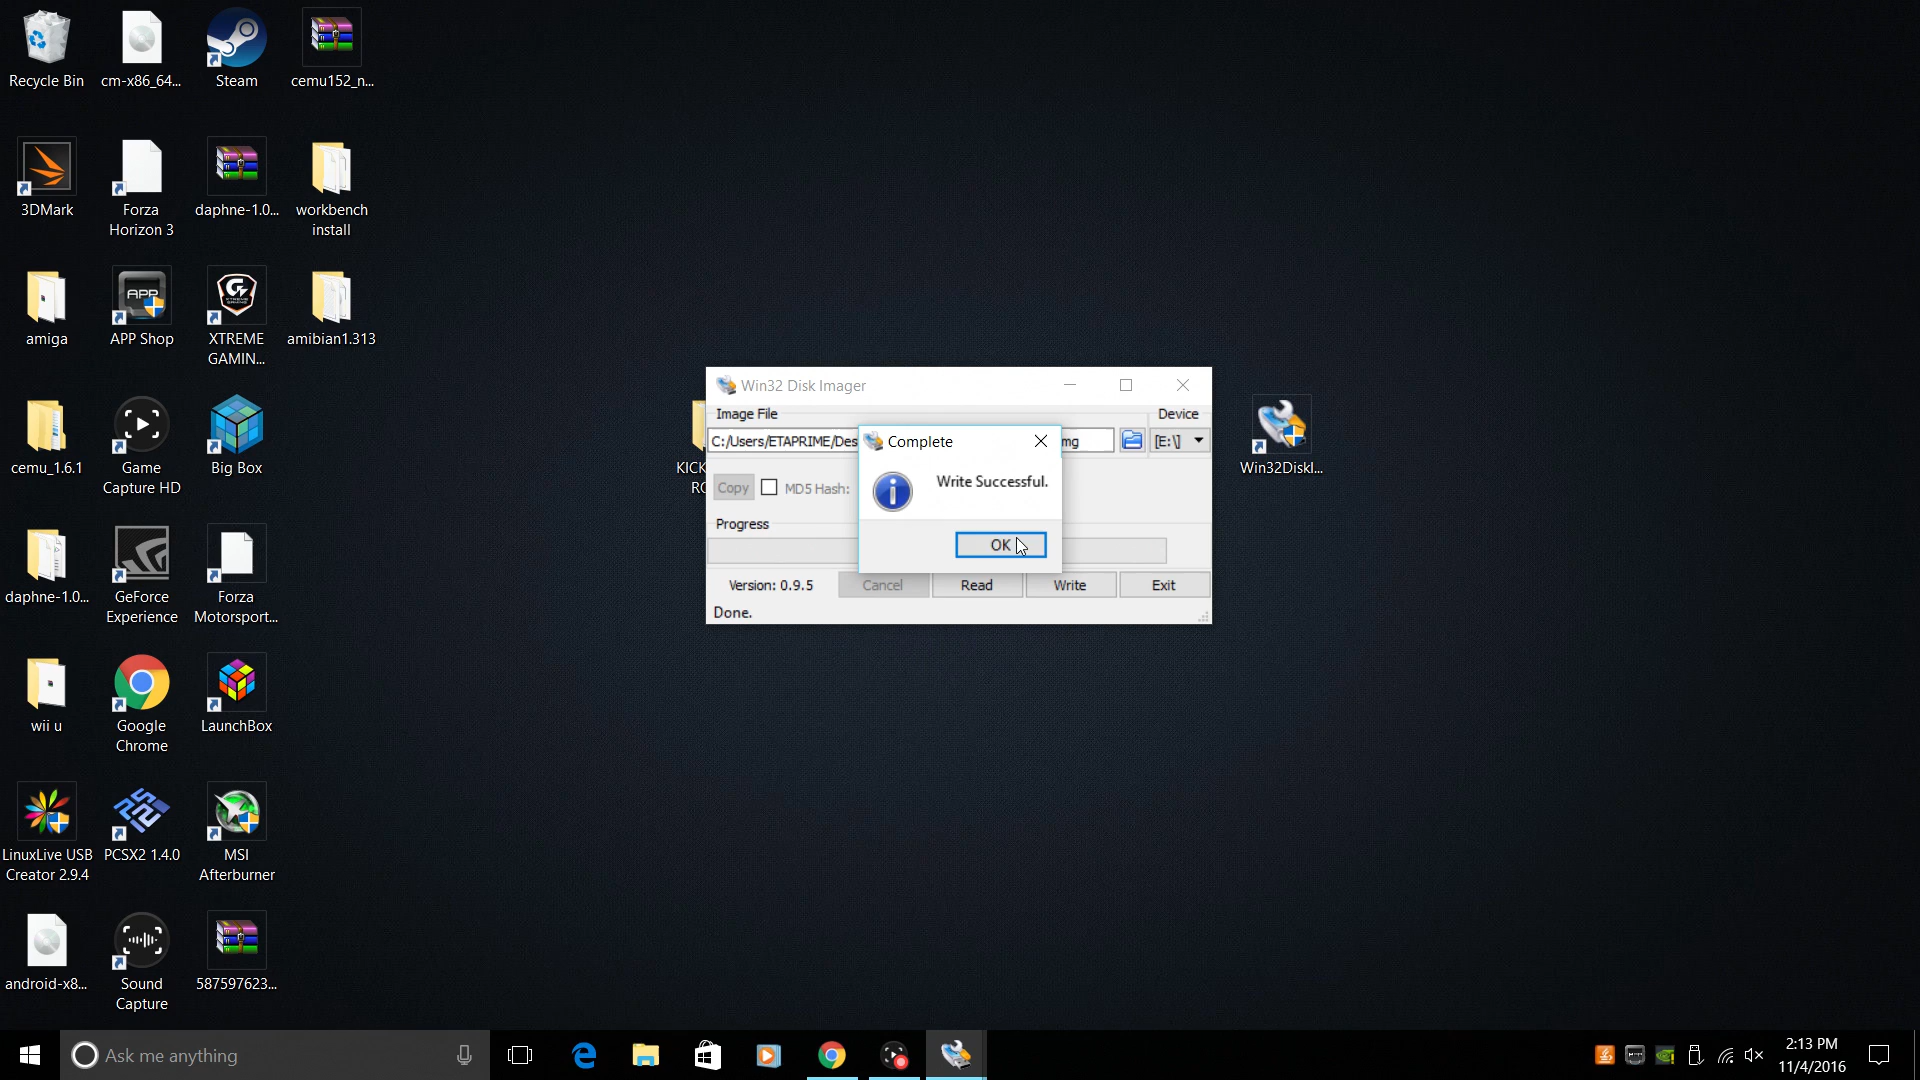 Recycle Bin
cm-x86_64...
Steam
cemu152_n...
3DMark
Forza
Horizon 3
daphne-1.0...
workbench
install
amiga
APP
APP Shop
XTREME GAMING
XTREME
GAMIN...
amibian1.313
cemu_1.6.1
Game
Capture HD
Big Box
daphne-1.0...
GeForce
Experience
Forza
Motorsport...
wii u
Google
Chrome
LaunchBox
LinuxLive USB
Creator 2.9.4
PCSX2 1.4.0
MSI
Afterburner
android-x8...
Sound
Capture
587597623...
KICK
RO
Win32 Disk Imager
Image File
Device
C:/Users/ETAPRIME/Des
mg
[E:\]
Copy
MD5 Hash:
Progress
Version: 0.9.5
Cancel
Read
Write
Exit
Done.
Complete
Write Successful.
OK
Win32DiskI...
Ask me anything
2:13 PM
11/4/2016